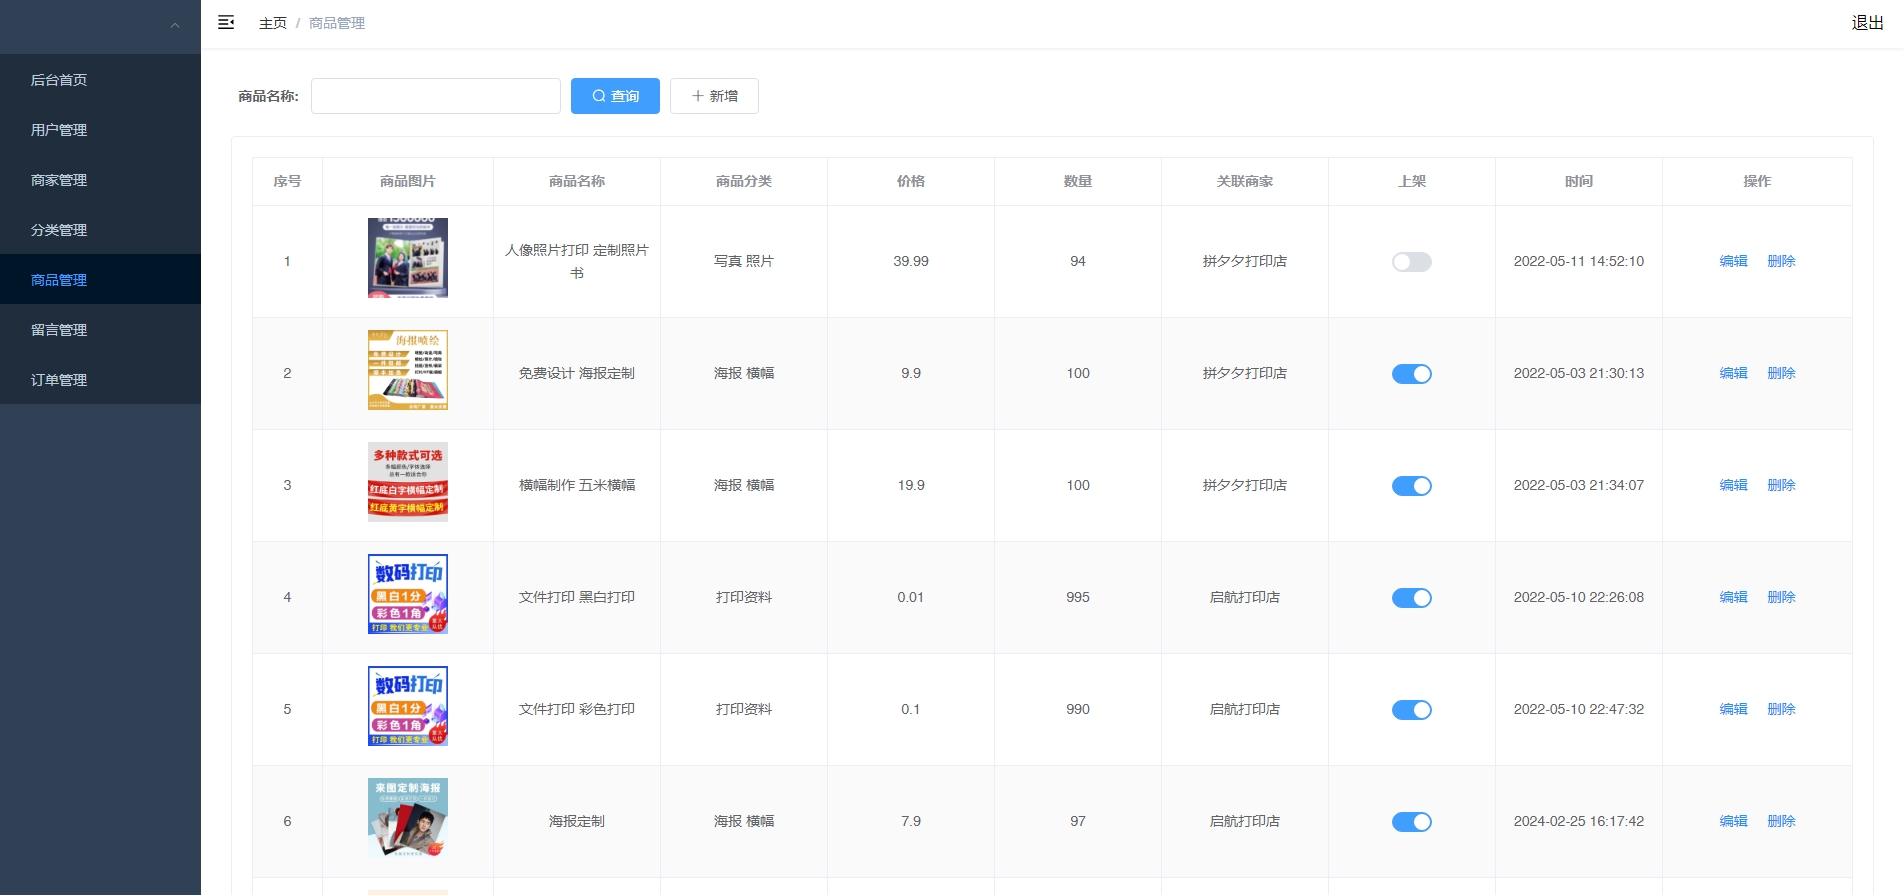 主页 / 商品管理
退出
后台首页
用户管理
商家管理
分类管理
商品管理
留言管理
订单管理
商品名称:
查询
新增
序号 商品图片 商品名称 商品分类 价格 数量 关联商家 上架 时间 操作
1 人像照片打印 定制照片书 写真 照片 39.99 94 拼夕夕打印店 2022-05-11 14:52:10 编辑 删除
海报喷绘
2 免费设计 海报定制 海报 横幅 9.9 100 拼夕夕打印店 2022-05-03 21:30:13 编辑 删除
多种款式可选
红底白字横幅定制
红底黄字横幅定制
3 横幅制作 五米横幅 海报 横幅 19.9 100 拼夕夕打印店 2022-05-03 21:34:07 编辑 删除
数码打印
黑白1分
彩色1角
打印 我们更专业
4 文件打印 黑白打印 打印资料 0.01 995 启航打印店 2022-05-10 22:26:08 编辑 删除
数码打印
黑白1分
彩色1角
打印 我们更专业
5 文件打印 彩色打印 打印资料 0.1 990 启航打印店 2022-05-10 22:47:32 编辑 删除
来图定制海报
6 海报定制 海报 横幅 7.9 97 启航打印店 2024-02-25 16:17:42 编辑 删除